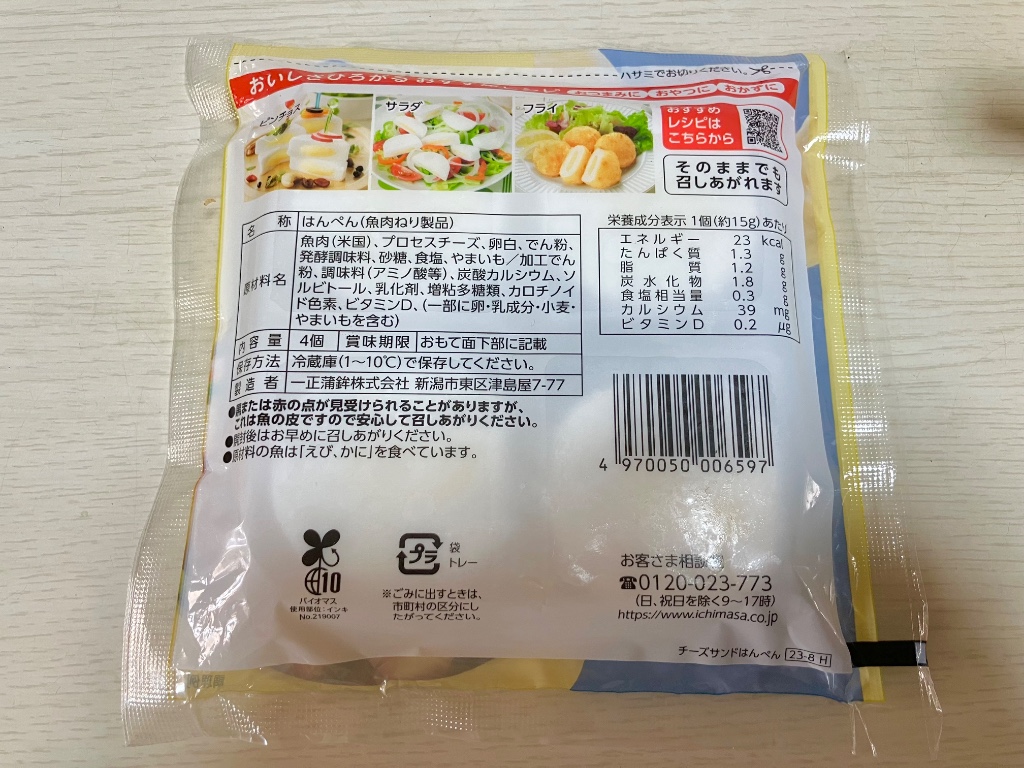 ハサミでお切りください。
おいしさひろがる おすすめレシピ おつまみに おやつに おかずに
ピンチョス
サラダ
フライ
おすすめ
レシピは
こちらから
そのままでも
召しあがれます
名 称 はんぺん(魚肉ねり製品)
原材料名 魚肉(米国)、プロセスチーズ、卵白、でん粉、
発酵調味料、砂糖、食塩、やまいも/加工でん
粉、調味料(アミノ酸等)、炭酸カルシウム、ソ
ルビトール、乳化剤、増粘多糖類、カロチノイ
ド色素、ビタミンD、(一部に卵・乳成分・小麦・
やまいもを含む)
内容量 4個 賞味期限 おもて面下部に記載
保存方法 冷蔵庫(1~10℃)で保存してください。
製造者 一正蒲鉾株式会社 新潟市東区津島屋7-77
●黒または赤の点が見受けられることがありますが、
これは魚の皮ですので安心して召しあがりください。
●開封後はお早めに召しあがりください。
●原材料の魚は「えび、かに」を食べています。
栄養成分表示 1個(約15g)あたり
エネルギー 23 kcal
たんぱく質 1.3 g
脂質 1.2 g
炭水化物 1.8 g
食塩相当量 0.3 g
カルシウム 39 mg
ビタミンD 0.2 μg
4 970050 006597
10
バイオマス
使用部位:インキ
No.219007
プラ
袋
トレー
※ごみに出すときは、
市町村の区分にし
たがってください。
お客さま相談室
☎0120-023-773
(日、祝日を除く9~17時)
https://www.ichimasa.co.jp
チーズサンドはんぺん 23-8 H